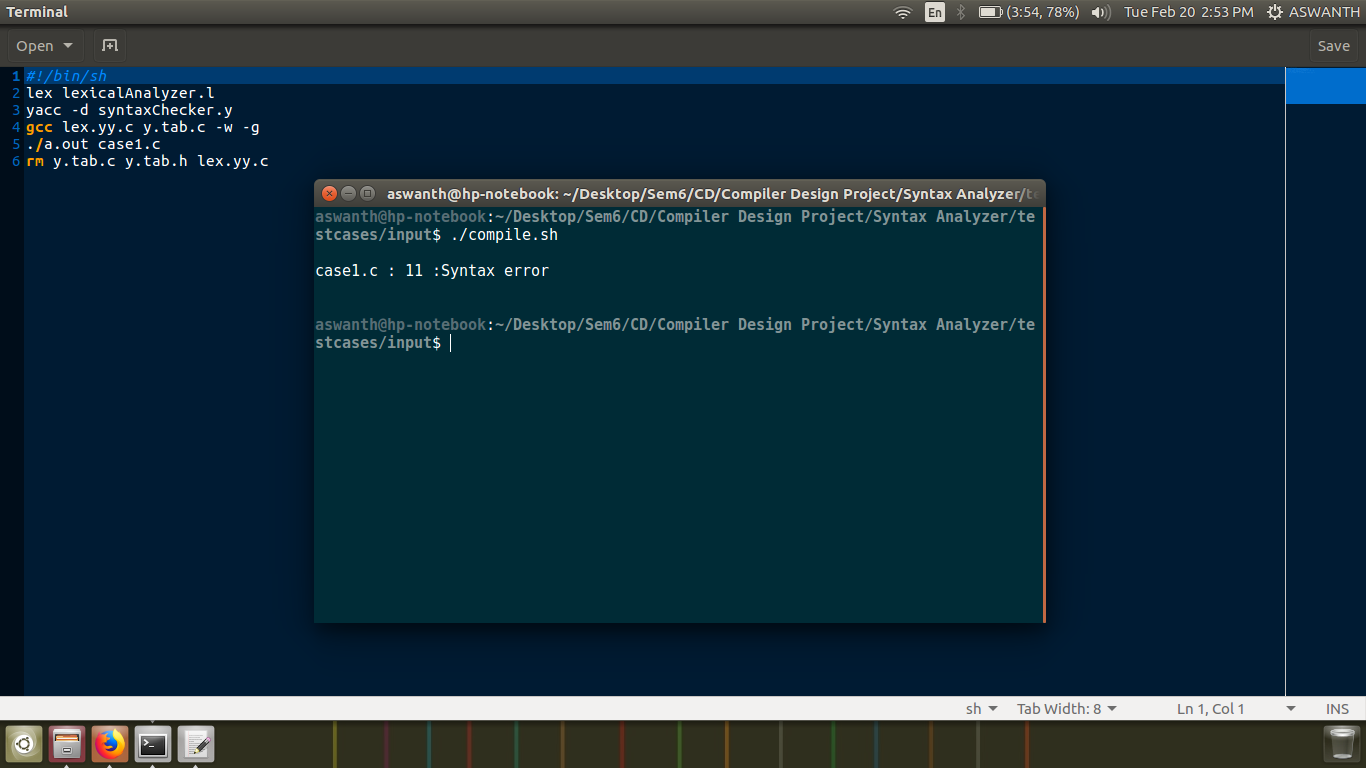 Terminal
En
(3:54, 78%)
Tue Feb 20 2:53 PM
ASWANTH
Open
Save
1 #!/bin/sh
2 lex lexicalAnalyzer.l
3 yacc -d syntaxChecker.y
4 gcc lex.yy.c y.tab.c -w -g
5 ./a.out case1.c
6 rm y.tab.c y.tab.h lex.yy.c
aswanth@hp-notebook: ~/Desktop/Sem6/CD/Compiler Design Project/Syntax Analyzer/te
aswanth@hp-notebook:~/Desktop/Sem6/CD/Compiler Design Project/Syntax Analyzer/te
stcases/input$ ./compile.sh
case1.c : 11 :Syntax error
aswanth@hp-notebook:~/Desktop/Sem6/CD/Compiler Design Project/Syntax Analyzer/te
stcases/input$
sh
Tab Width: 8
Ln 1, Col 1
INS